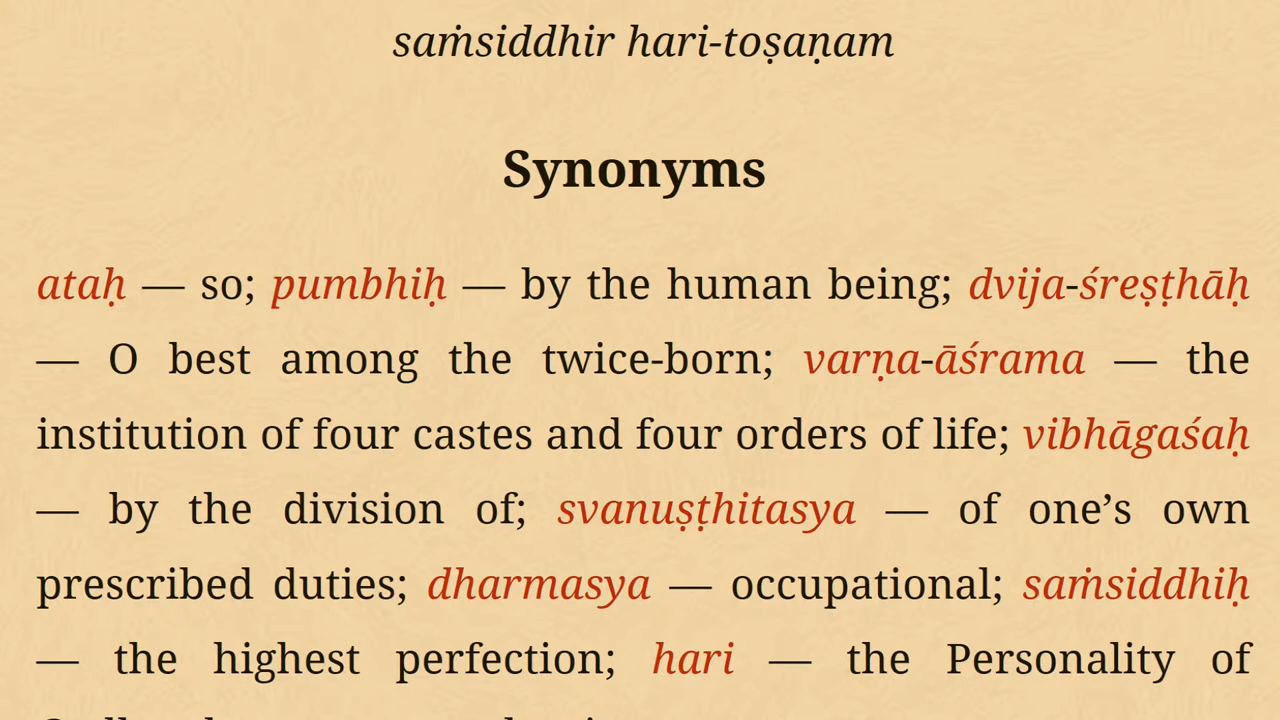 saṁsiddhir hari-toṣaṇam
Synonyms
ataḥ — so; pumbhiḥ — by the human being; dvija-śreṣṭhāḥ
— O best among the twice-born; varṇa-āśrama — the
institution of four castes and four orders of life; vibhāgaśaḥ
— by the division of; svanuṣṭhitasya — of one’s own
prescribed duties; dharmasya — occupational; saṁsiddhiḥ
— the highest perfection; hari — the Personality of